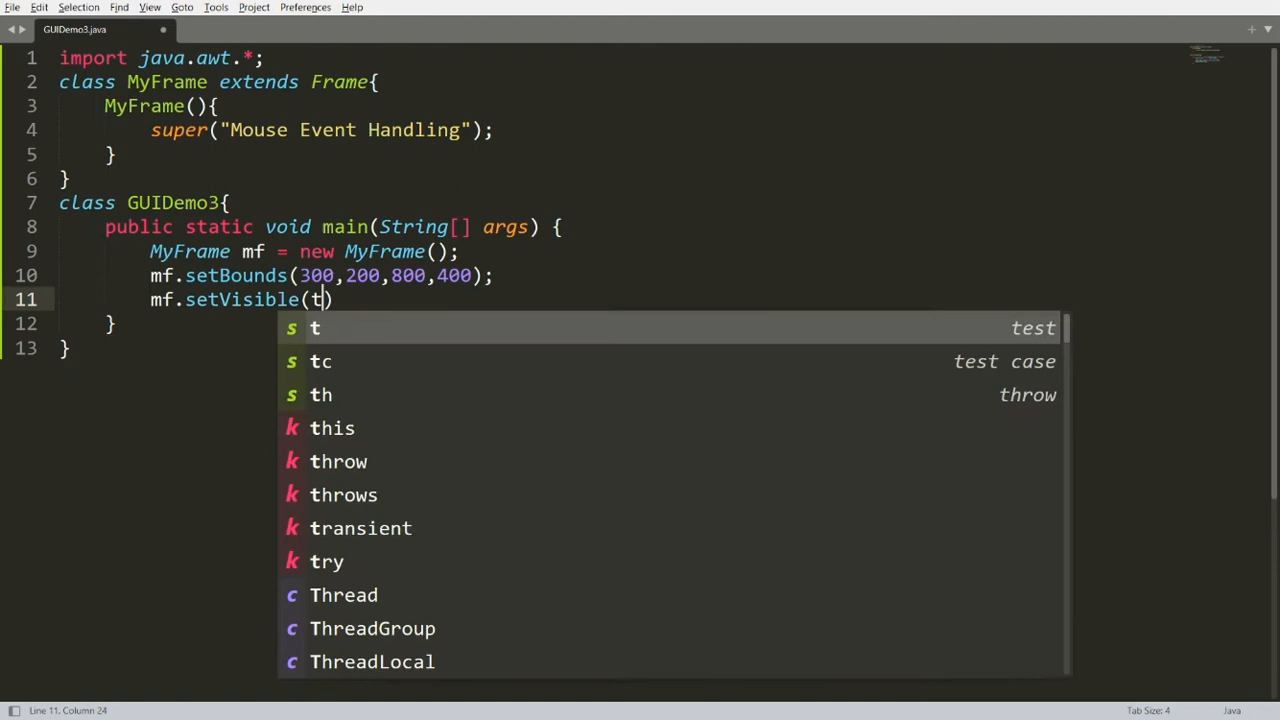 File Edit Selection Find View Goto Tools Project Preferences Help
GUIDemo3.java
1 import java.awt.*;
2 class MyFrame extends Frame{
3 MyFrame(){
4 super("Mouse Event Handling");
5 }
6 }
7 class GUIDemo3{
8 public static void main(String[] args) {
9 MyFrame mf = new MyFrame();
10 mf.setBounds(300,200,800,400);
11 mf.setVisible(t)
12 }
13 }
s t test
s tc test case
s th throw
k this
k throw
k throws
k transient
k try
c Thread
c ThreadGroup
c ThreadLocal
Line 11, Column 24 Tab Size: 4 Java